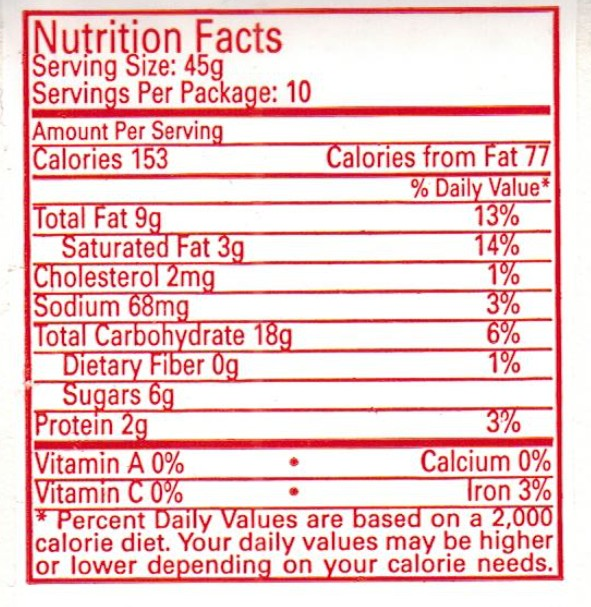 Nutrition Facts
Serving Size: 45g
Servings Per Package: 10
Amount Per Serving
Calories 153 Calories from Fat 77
% Daily Value*
Total Fat 9g 13%
Saturated Fat 3g 14%
Cholesterol 2mg 1%
Sodium 68mg 3%
Total Carbohydrate 18g 6%
Dietary Fiber 0g 1%
Sugars 6g
Protein 2g 3%
Vitamin A 0% • Calcium 0%
Vitamin C 0% • Iron 3%
* Percent Daily Values are based on a 2,000
calorie diet. Your daily values may be higher
or lower depending on your calorie needs.